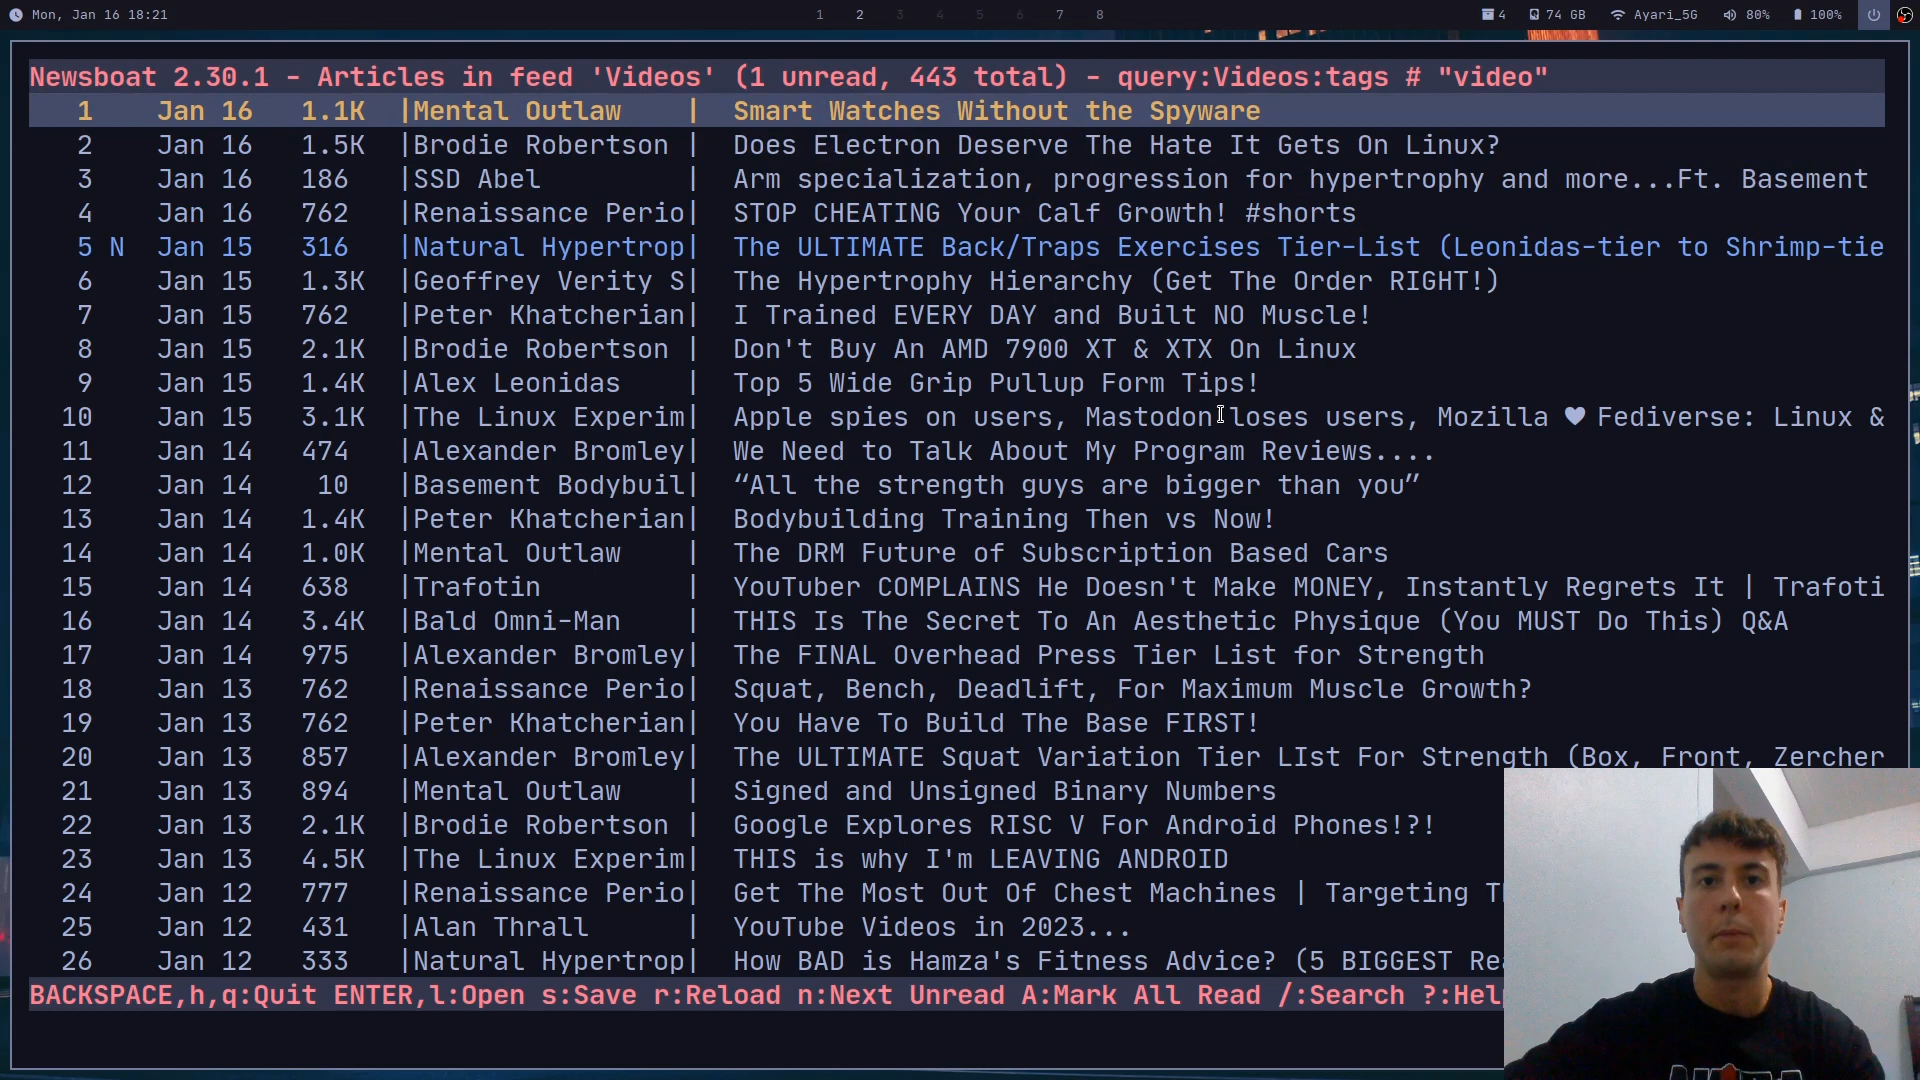 Mon, Jan 16 18:21 1 2 3 4 5 6 7 8 4 74 GB Ayari_5G 80% 100%
Newsboat 2.30.1 - Articles in feed 'Videos' (1 unread, 443 total) - query:Videos:tags # "video"
1 Jan 16 1.1K |Mental Outlaw | Smart Watches Without the Spyware
2 Jan 16 1.5K |Brodie Robertson | Does Electron Deserve The Hate It Gets On Linux?
3 Jan 16 186 |SSD Abel | Arm specialization, progression for hypertrophy and more...Ft. Basement
4 Jan 16 762 |Renaissance Perio| STOP CHEATING Your Calf Growth! #shorts
5 N Jan 15 316 |Natural Hypertrop| The ULTIMATE Back/Traps Exercises Tier-List (Leonidas-tier to Shrimp-tie
6 Jan 15 1.3K |Geoffrey Verity S| The Hypertrophy Hierarchy (Get The Order RIGHT!)
7 Jan 15 762 |Peter Khatcherian| I Trained EVERY DAY and Built NO Muscle!
8 Jan 15 2.1K |Brodie Robertson | Don't Buy An AMD 7900 XT & XTX On Linux
9 Jan 15 1.4K |Alex Leonidas | Top 5 Wide Grip Pullup Form Tips!
10 Jan 15 3.1K |The Linux Experim| Apple spies on users, Mastodon loses users, Mozilla ♥ Fediverse: Linux &
11 Jan 14 474 |Alexander Bromley| We Need to Talk About My Program Reviews....
12 Jan 14 10 |Basement Bodybuil| “All the strength guys are bigger than you”
13 Jan 14 1.4K |Peter Khatcherian| Bodybuilding Training Then vs Now!
14 Jan 14 1.0K |Mental Outlaw | The DRM Future of Subscription Based Cars
15 Jan 14 638 |Trafotin | YouTuber COMPLAINS He Doesn't Make MONEY, Instantly Regrets It | Trafoti
16 Jan 14 3.4K |Bald Omni-Man | THIS Is The Secret To An Aesthetic Physique (You MUST Do This) Q&A
17 Jan 14 975 |Alexander Bromley| The FINAL Overhead Press Tier List for Strength
18 Jan 13 762 |Renaissance Perio| Squat, Bench, Deadlift, For Maximum Muscle Growth?
19 Jan 13 762 |Peter Khatcherian| You Have To Build The Base FIRST!
20 Jan 13 857 |Alexander Bromley| The ULTIMATE Squat Variation Tier LIst For Strength (Box, Front, Zercher
21 Jan 13 894 |Mental Outlaw | Signed and Unsigned Binary Numbers
22 Jan 13 2.1K |Brodie Robertson | Google Explores RISC V For Android Phones!?!
23 Jan 13 4.5K |The Linux Experim| THIS is why I'm LEAVING ANDROID
24 Jan 12 777 |Renaissance Perio| Get The Most Out Of Chest Machines | Targeting
25 Jan 12 431 |Alan Thrall | YouTube Videos in 2023...
26 Jan 12 333 |Natural Hypertrop| How BAD is Hamza's Fitness Advice? (5 BIGGEST
BACKSPACE,h,q:Quit ENTER,l:Open s:Save r:Reload n:Next Unread A:Mark All Read /:Search ?:Help